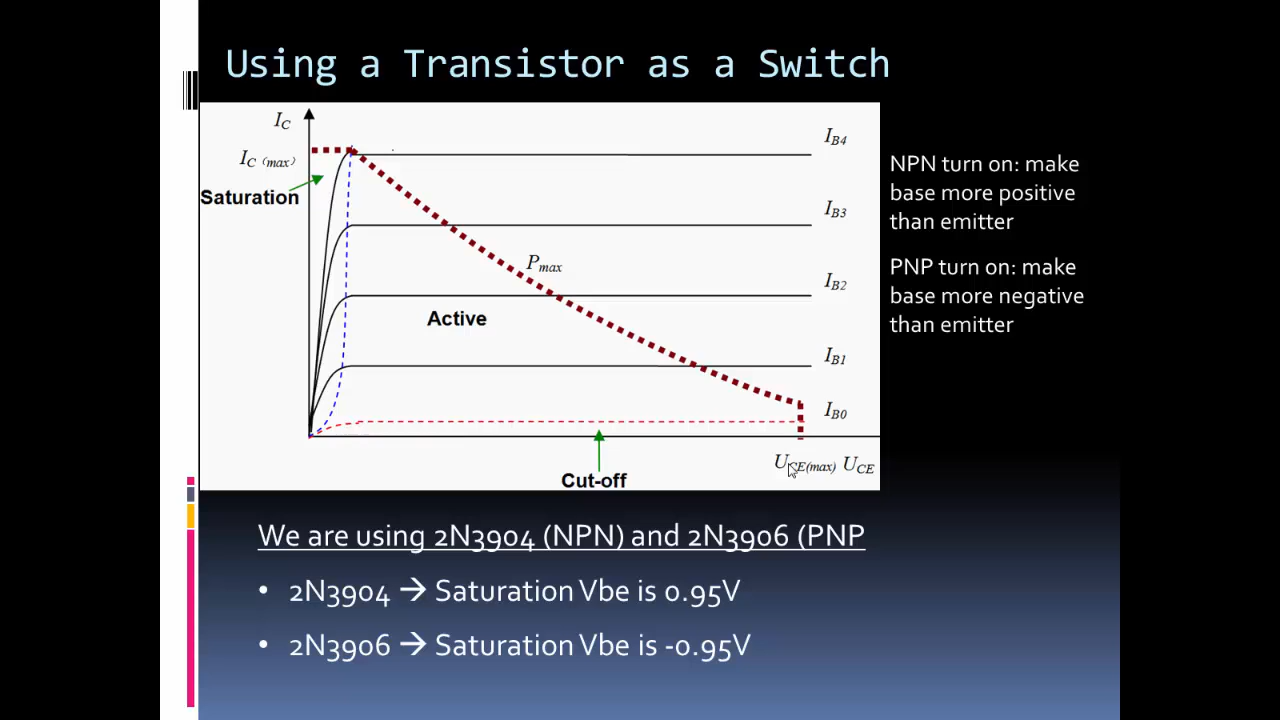 Using a Transistor as a Switch
IC
IC (max)
Saturation
IB4
IB3
Pmax
IB2
Active
IB1
IB0
UCE(max) UCE
Cut-off
NPN turn on: make
base more positive
than emitter
PNP turn on: make
base more negative
than emitter
We are using 2N3904 (NPN) and 2N3906 (PNP
• 2N3904 → Saturation Vbe is 0.95V
• 2N3906 → Saturation Vbe is -0.95V